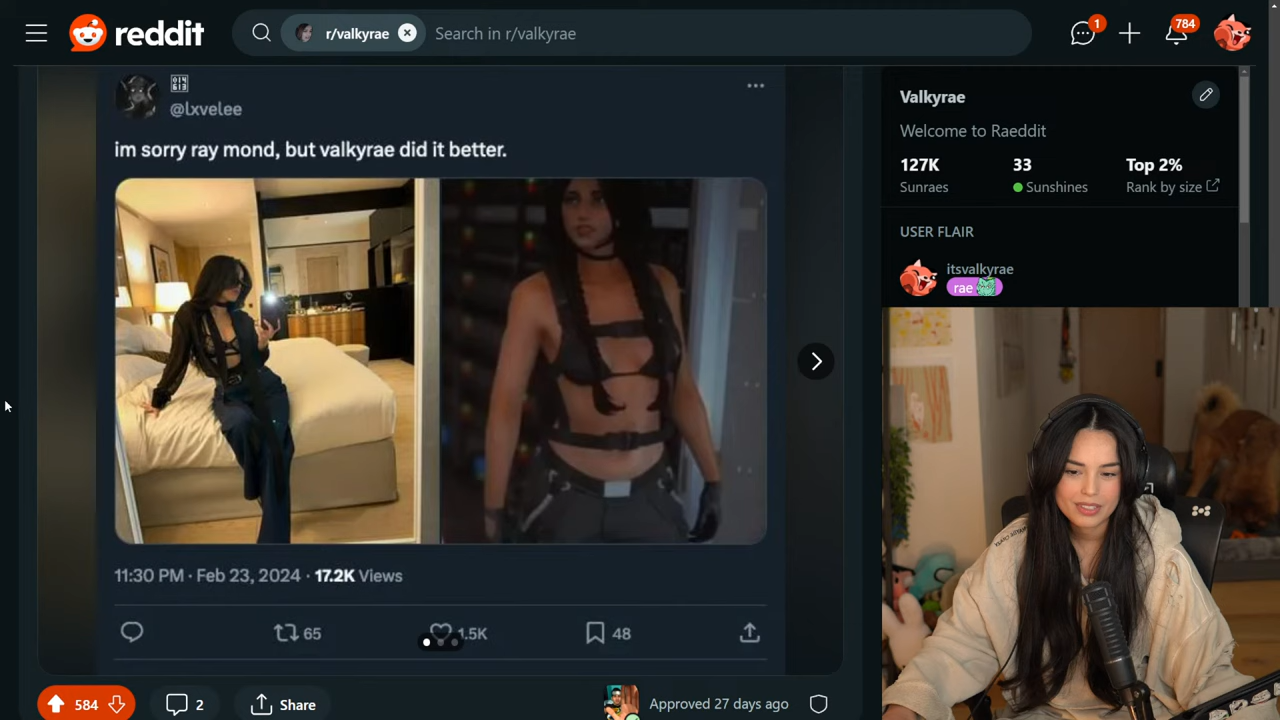 reddit
r/valkyrae
Search in r/valkyrae
1
784
@lxvelee
im sorry ray mond, but valkyrae did it better.
11:30 PM · Feb 23, 2024 · 17.2K Views
65
1.5K
48
584
2
Share
Approved 27 days ago
Valkyrae
Welcome to Raeddit
127K
33
Top 2%
Sunraes
Sunshines
Rank by size
USER FLAIR
itsvalkyrae
rae